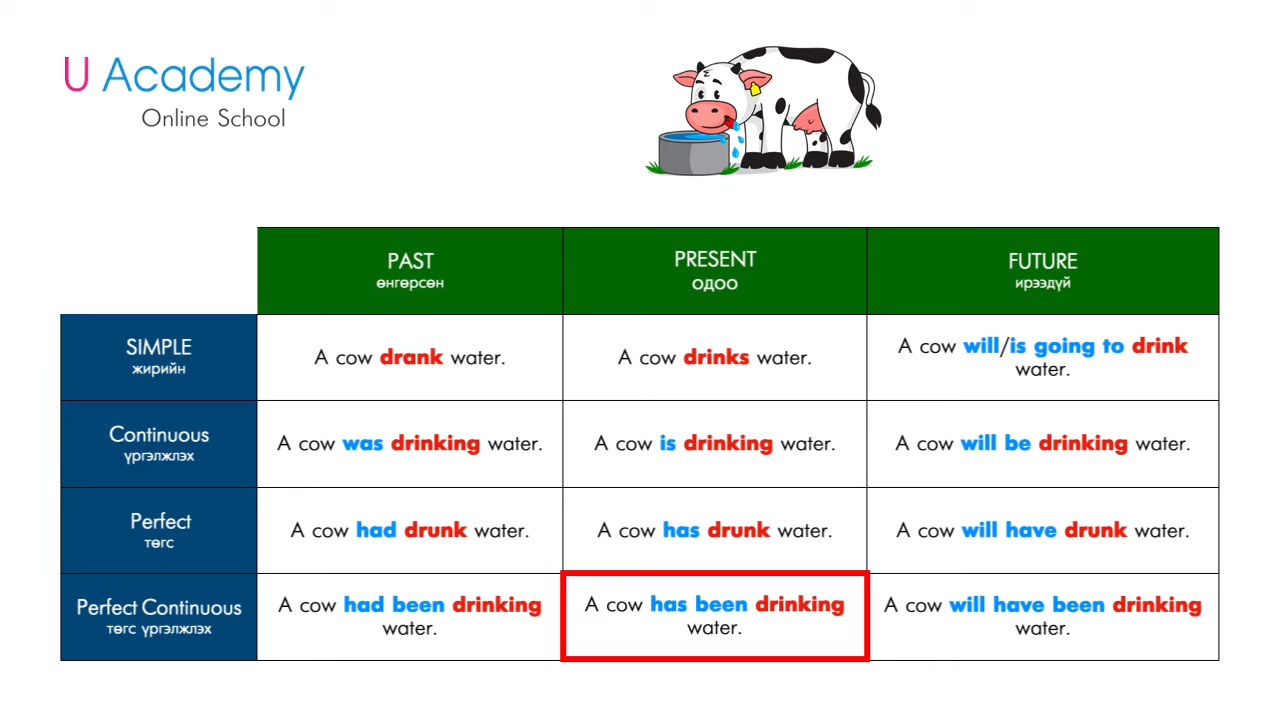 U Academy
Online School
PAST
өнгөрсөн
PRESENT
одоо
FUTURE
ирээдүй
SIMPLE
жирийн
A cow drank water.
A cow drinks water.
A cow will/is going to drink
water.
Continuous
үргэлжлэх
A cow was drinking water.
A cow is drinking water.
A cow will be drinking water.
Perfect
төгс
A cow had drunk water.
A cow has drunk water.
A cow will have drunk water.
Perfect Continuous
төгс үргэлжлэх
A cow had been drinking
water.
A cow has been drinking
water.
A cow will have been drinking
water.